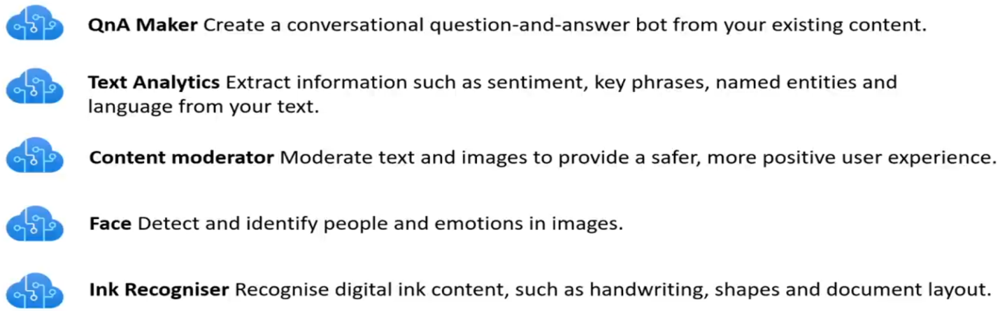 QnA Maker Create a conversational question-and-answer bot from your existing content.
Text Analytics Extract information such as sentiment, key phrases, named entities and
language from your text.
Content moderator Moderate text and images to provide a safer, more positive user experience.
Face Detect and identify people and emotions in images.
Ink Recogniser Recognise digital ink content, such as handwriting, shapes and document layout.